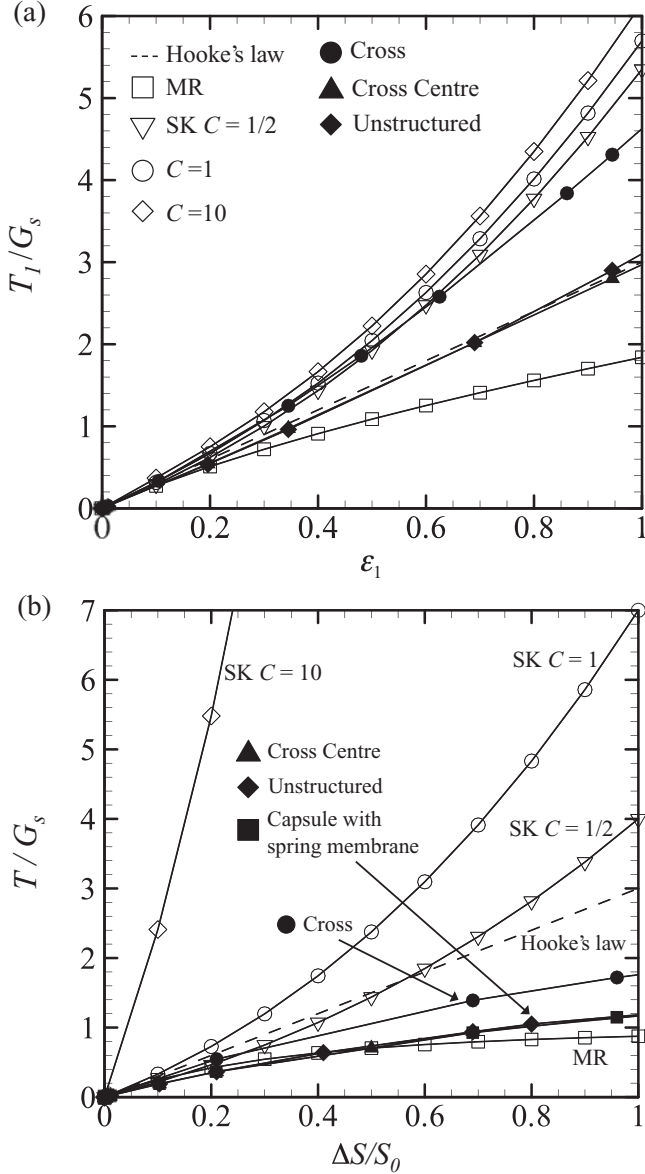 (a)
6
5
4
3
2
1
0
T1/Gs
Hooke's law
MR
SK C = 1/2
C = 1
C = 10
Cross
Cross Centre
Unstructured
0 0.2 0.4 0.6 0.8 1
ε1
(b)
7
6
5
4
3
2
1
0
T/Gs
SK C = 10
SK C = 1
Cross Centre
Unstructured
Capsule with
spring membrane
SK C = 1/2
Cross
Hooke's law
MR
0 0.2 0.4 0.6 0.8 1
ΔS/S0